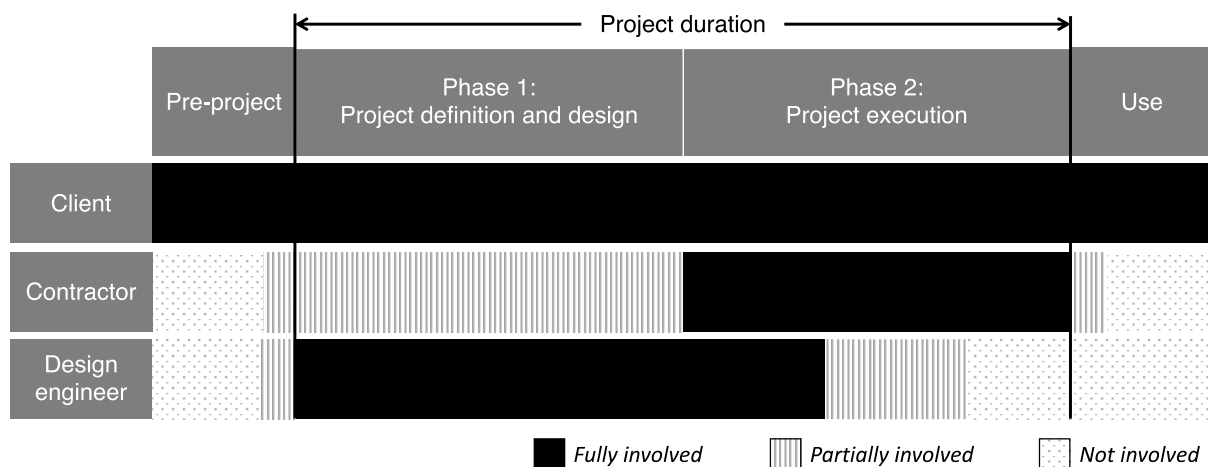 Project duration
Pre-project
Phase 1:
Project definition and design
Phase 2:
Project execution
Use
Client
Contractor
Design
engineer
Fully involved
Partially involved
Not involved